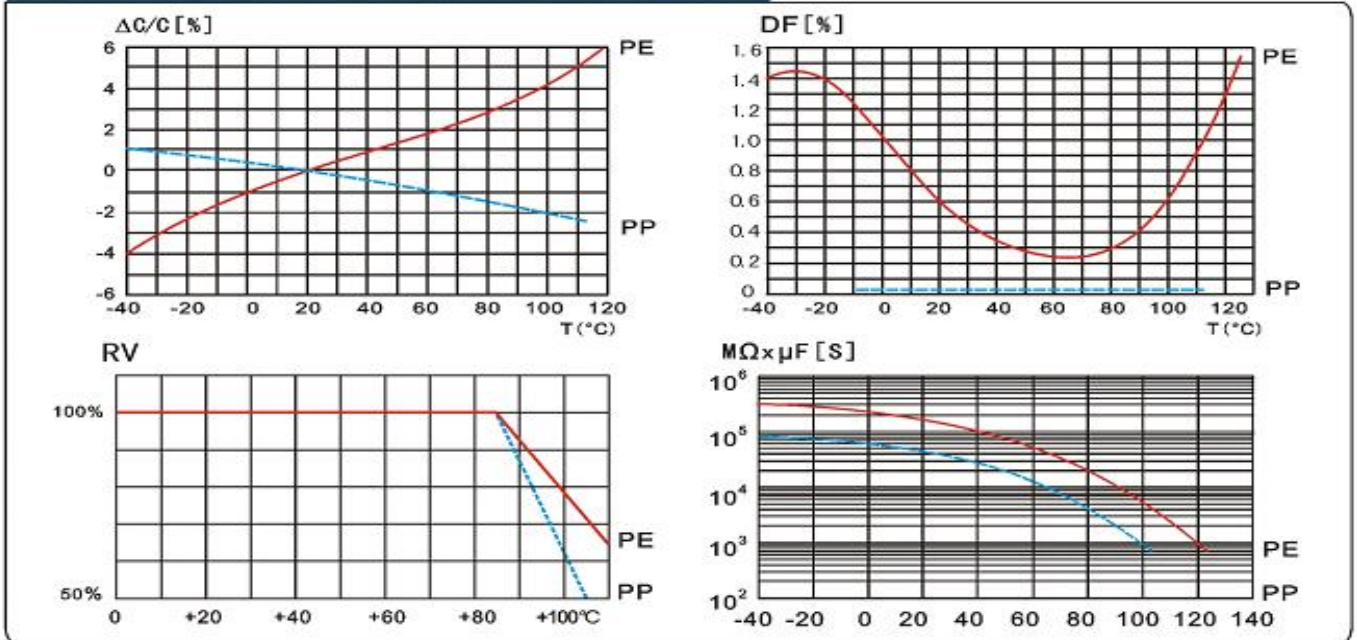 ΔC/C [%]
6
4
2
0
-2
-4
-6
PE
PP
-40 -20 0 20 40 60 80 100 120
T (°C)
DF [%]
1.6
1.4
1.2
1.0
0.8
0.6
0.4
0.2
0
PE
PP
-40 -20 0 20 40 60 80 100 120
T (°C)
RV
100%
50%
PE
PP
0 +20 +40 +60 +80 +100°C
MΩxμF [S]
10⁶
10⁵
10⁴
10³
10²
PE
PP
-40 -20 0 20 40 60 80 100 120 140